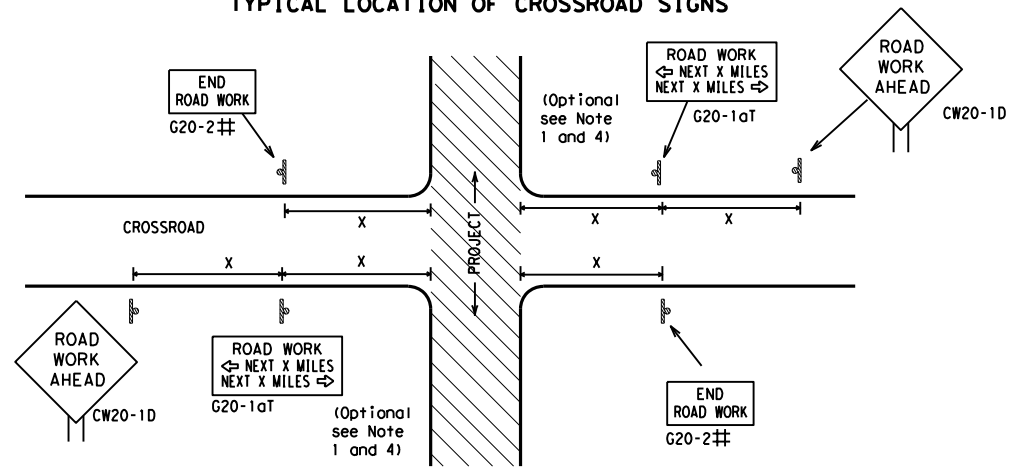 TYPICAL LOCATION OF CROSSROAD SIGNS
END
ROAD WORK
G20-2#
ROAD WORK
⇦ NEXT X MILES
NEXT X MILES ⇨
G20-1aT
(Optional
see Note
1 and 4)
ROAD
WORK
AHEAD
CW20-1D
X
X
X
CROSSROAD
PROJECT
X
X
X
ROAD
WORK
AHEAD
CW20-1D
ROAD WORK
⇦ NEXT X MILES
NEXT X MILES ⇨
G20-1aT
(Optional
see Note
1 and 4)
END
ROAD WORK
G20-2#